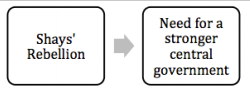 Shays'
Rebellion
Need for a
stronger
central
government